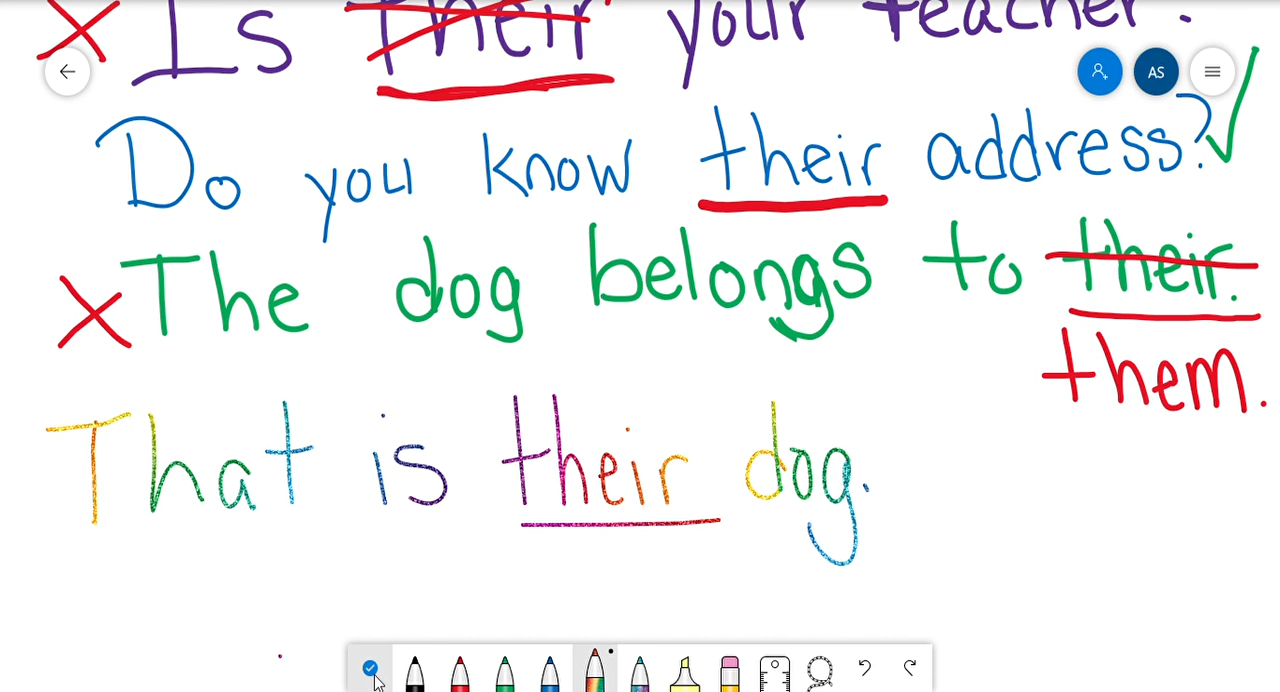 Is their your teacher?
AS
Do you know their address?
The dog belongs to their.
them.
That is their dog.